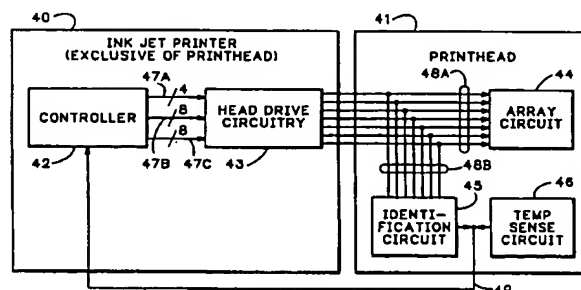 40
INK JET PRINTER
(EXCLUSIVE OF PRINTHEAD)
47A
4
8
8
47B
47C
CONTROLLER
42
HEAD DRIVE
CIRCUITRY
43
41
PRINTHEAD
48A
44
ARRAY
CIRCUIT
48B
45
IDENTI-
FICATION
CIRCUIT
46
TEMP
SENSE
CIRCUIT
49